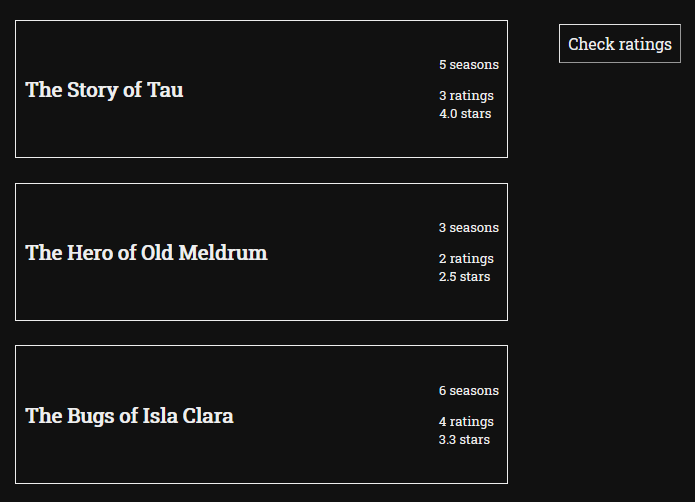 The Story of Tau
5 seasons
3 ratings
4.0 stars
Check ratings
The Hero of Old Meldrum
3 seasons
2 ratings
2.5 stars
The Bugs of Isla Clara
6 seasons
4 ratings
3.3 stars